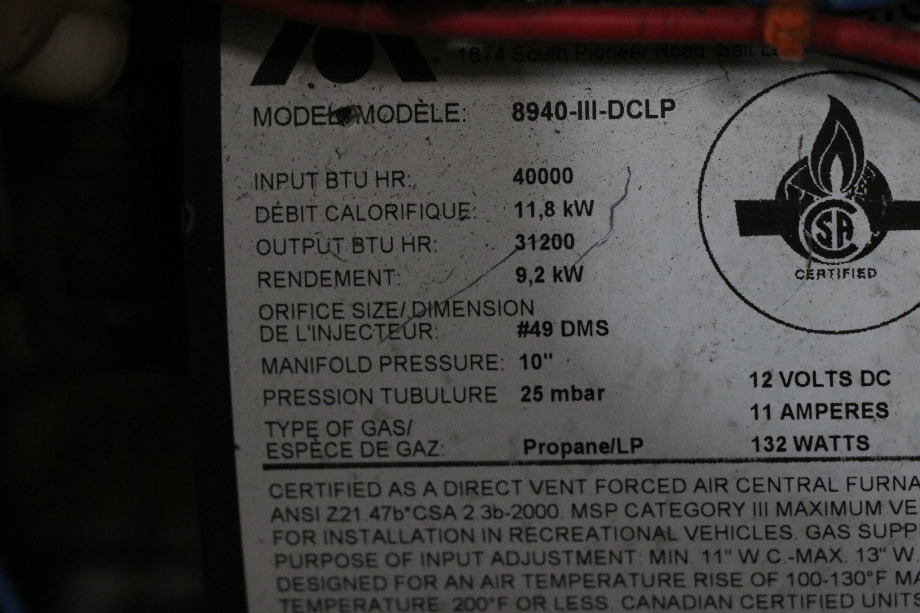 1874 South Pioneer Road Salt L
MODEL/MODÈLE: 8940-III-DCLP
INPUT BTU HR: 40000
DÉBIT CALORIFIQUE: 11,8 kW
OUTPUT BTU HR: 31200
RENDEMENT: 9,2 kW
ORIFICE SIZE/ DIMENSION
DE L'INJECTEUR: #49 DMS
MANIFOLD PRESSURE: 10"
PRESSION TUBULURE 25 mbar
TYPE OF GAS/
ESPÈCE DE GAZ: Propane/LP
CSA
CERTIFIED
12 VOLTS DC
11 AMPERES
132 WATTS
CERTIFIED AS A DIRECT VENT FORCED AIR CENTRAL FURNA
ANSI Z21.47b*CSA 2.3b-2000. MSP CATEGORY III MAXIMUM VE
FOR INSTALLATION IN RECREATIONAL VEHICLES. GAS SUPP
PURPOSE OF INPUT ADJUSTMENT: MIN. 11" W.C.-MAX. 13" W.
DESIGNED FOR AN AIR TEMPERATURE RISE OF 100-130°F MA
TEMPERATURE: 200°F OR LESS. CANADIAN CERTIFIED UNITS